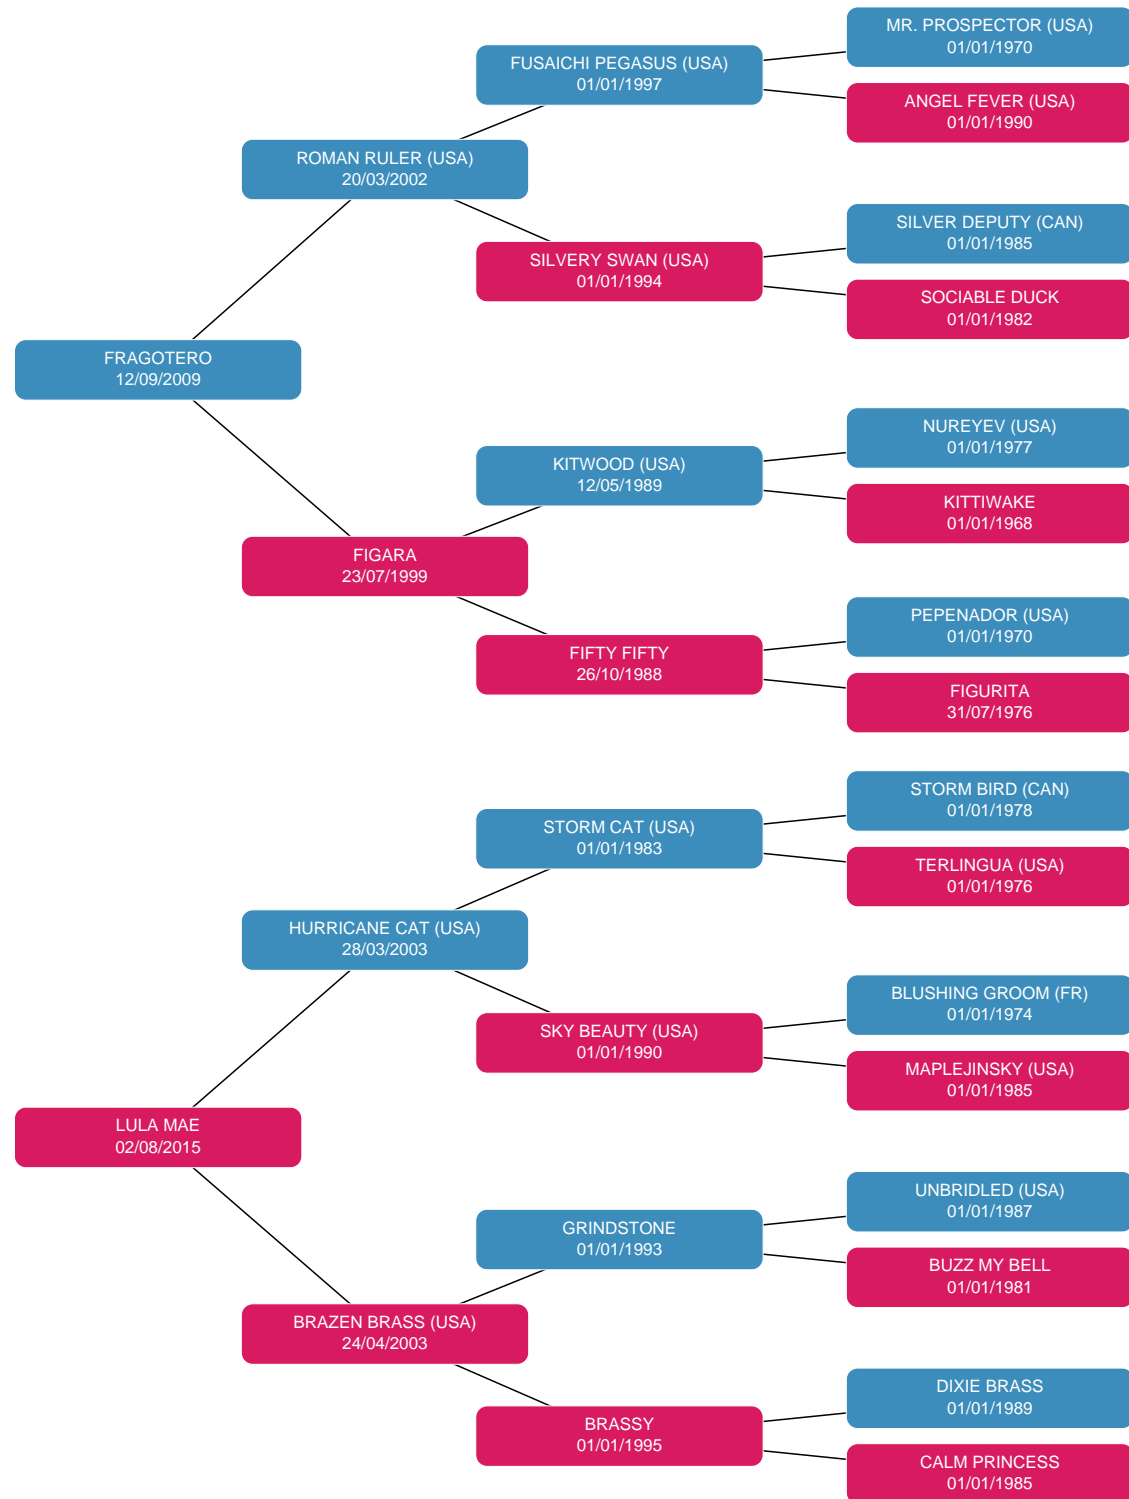 MR. PROSPECTOR (USA)
01/01/1970
FUSAICHI PEGASUS (USA)
01/01/1997
ANGEL FEVER (USA)
01/01/1990
ROMAN RULER (USA)
20/03/2002
SILVER DEPUTY (CAN)
01/01/1985
SILVERY SWAN (USA)
01/01/1994
SOCIABLE DUCK
01/01/1982
FRAGOTERO
12/09/2009
NUREYEV (USA)
01/01/1977
KITWOOD (USA)
12/05/1989
KITTIWAKE
01/01/1968
FIGARA
23/07/1999
PEPENADOR (USA)
01/01/1970
FIFTY FIFTY
26/10/1988
FIGURITA
31/07/1976
STORM BIRD (CAN)
01/01/1978
STORM CAT (USA)
01/01/1983
TERLINGUA (USA)
01/01/1976
HURRICANE CAT (USA)
28/03/2003
BLUSHING GROOM (FR)
01/01/1974
SKY BEAUTY (USA)
01/01/1990
MAPLEJINSKY (USA)
01/01/1985
LULA MAE
02/08/2015
UNBRIDLED (USA)
01/01/1987
GRINDSTONE
01/01/1993
BUZZ MY BELL
01/01/1981
BRAZEN BRASS (USA)
24/04/2003
DIXIE BRASS
01/01/1989
BRASSY
01/01/1995
CALM PRINCESS
01/01/1985